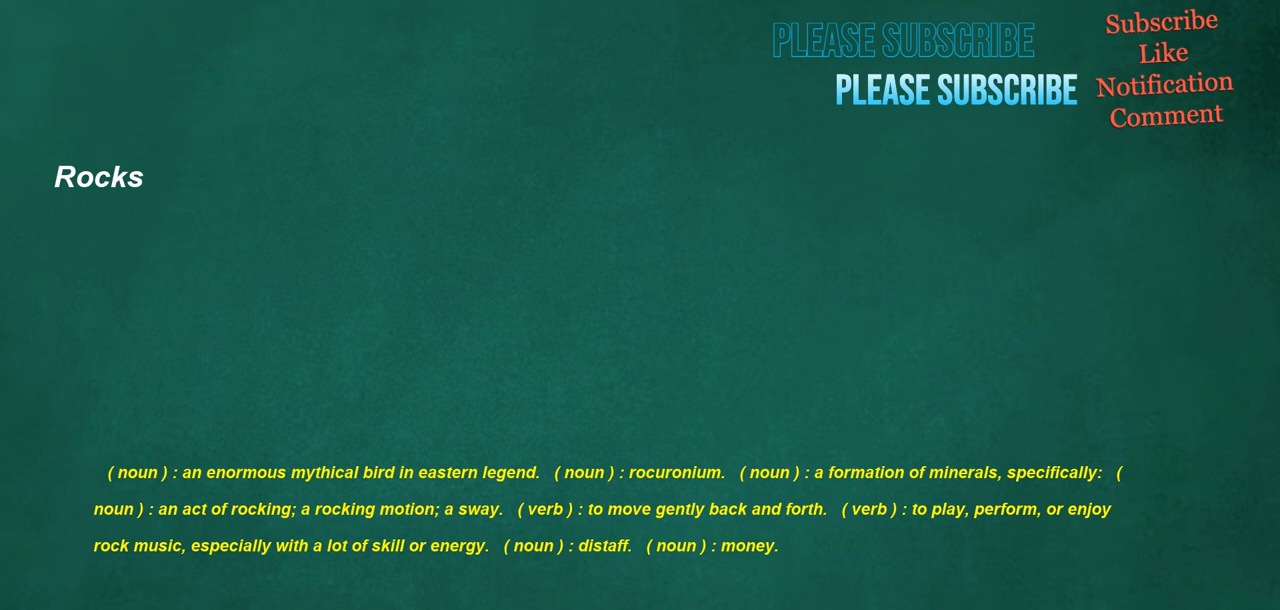 PLEASE SUBSCRIBE
PLEASE SUBSCRIBE
Subscribe
Like
Notification
Comment
Rocks
( noun ) : an enormous mythical bird in eastern legend. ( noun ) : rocuronium. ( noun ) : a formation of minerals, specifically: (
noun ) : an act of rocking; a rocking motion; a sway. ( verb ) : to move gently back and forth. ( verb ) : to play, perform, or enjoy
rock music, especially with a lot of skill or energy. ( noun ) : distaff. ( noun ) : money.